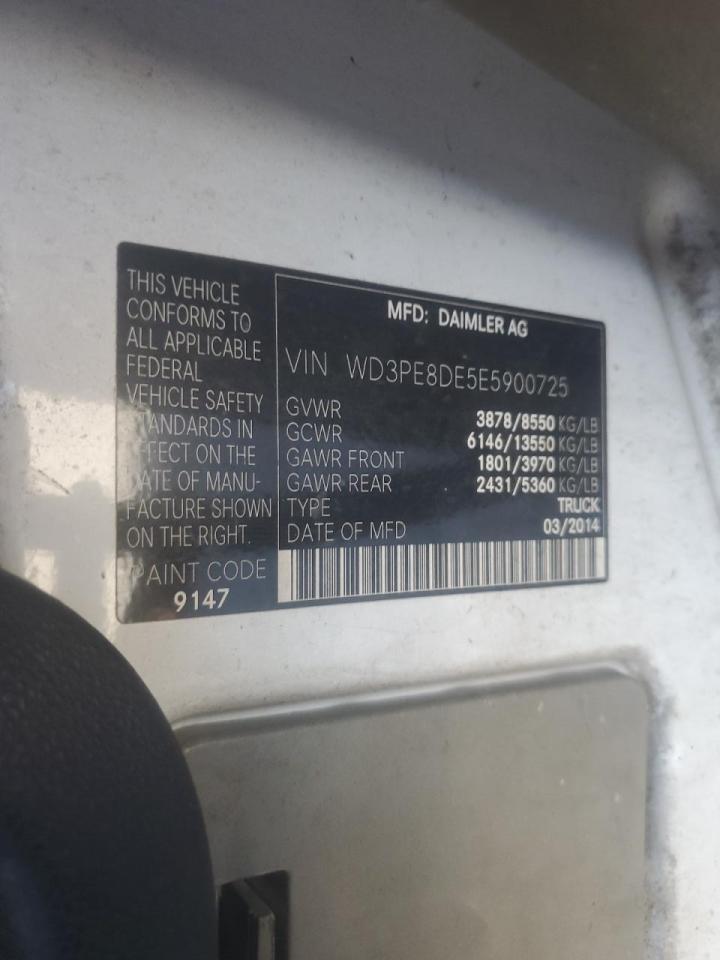 THIS VEHICLE
CONFORMS TO
ALL APPLICABLE
FEDERAL
VEHICLE SAFETY
STANDARDS IN
EFFECT ON THE
DATE OF MANU-
FACTURE SHOWN
ON THE RIGHT.
PAINT CODE
9147
MFD: DAIMLER AG
VIN WD3PE8DE5E5900725
GVWR 3878/8550 KG/LB
GCWR 6146/13550 KG/LB
GAWR FRONT 1801/3970 KG/LB
GAWR REAR 2431/5360 KG/LB
TYPE TRUCK
DATE OF MFD 03/2014